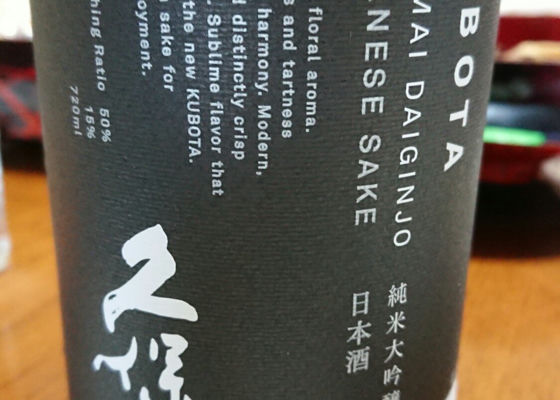 BOTA
MAI DAIGINJO
NESE SAKE
純米大吟醸
日本酒
floral aroma.
s and tartness
harmony. Modern,
distinctly crisp
Sublime flavor that
the new KUBOTA.
sake for
oyment.
hing Ratio 50%
15%
720ml
久保